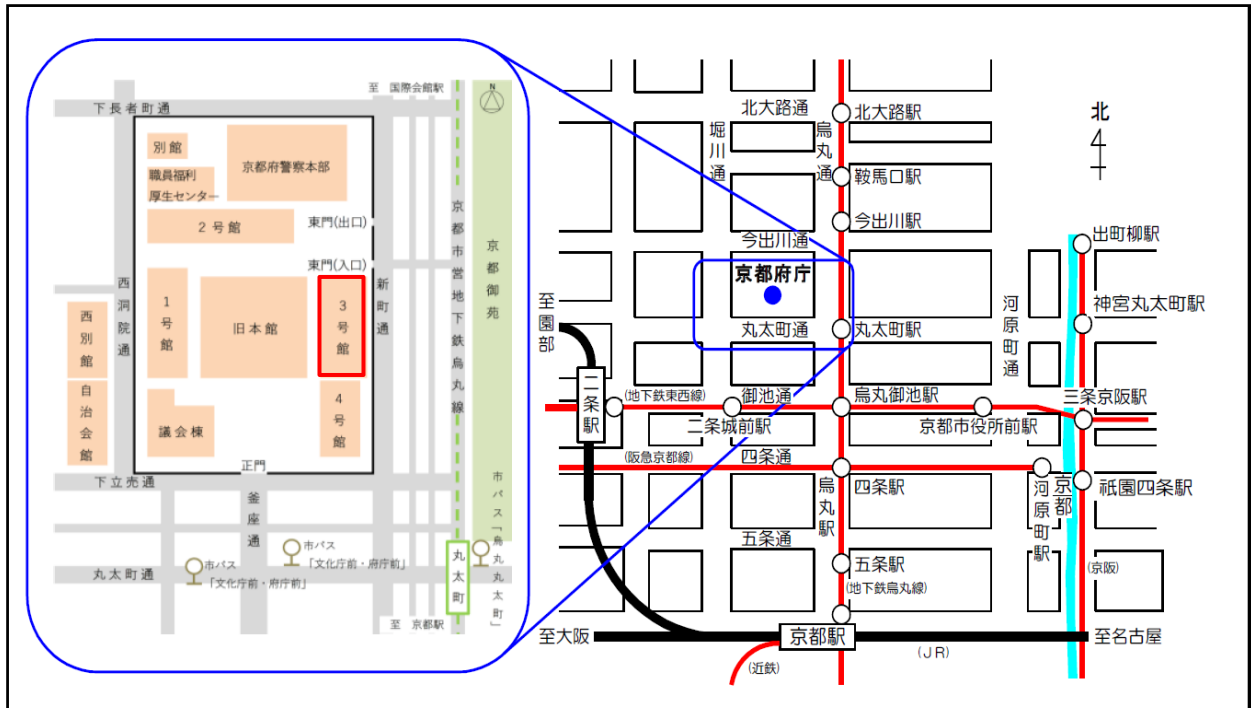 至 国際会館駅
N
下長者町通
別館
京都府警察本部
職員福利
厚生センター
2号館
東門(出口)
東門(入口)
西洞院通
新町通
京都市営地下鉄烏丸線
京都御苑
1号館
旧本館
3号館
西別館
自治会館
4号館
議会棟
正門
下立売通
釜座通
市バス
「文化庁前・府庁前」
市バス
「文化庁前・府庁前」
市バス「烏丸丸太町」
丸太町通
丸太町
至 京都駅
北
北大路通
北大路駅
堀川通
烏丸通
鞍馬口駅
今出川駅
今出川通
出町柳駅
京都府庁
至園部
丸太町通
丸太町駅
河原町通
神宮丸太町駅
二条駅
(地下鉄東西線)
御池通
烏丸御池駅
三条京阪駅
二条城前駅
京都市役所前駅
(阪急京都線)
四条通
烏丸駅
四条駅
京都
河原町駅
祇園四条駅
五条通
五条駅
(京阪)
(地下鉄烏丸線)
至大阪
京都駅
至名古屋
(JR)
(近鉄)